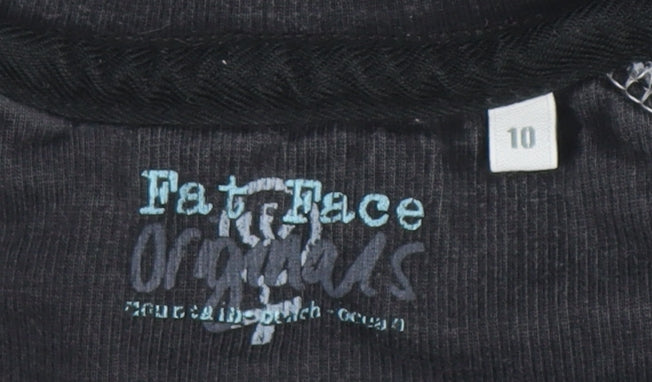 10
Fat Face
Originals
mountain - beach - ocean